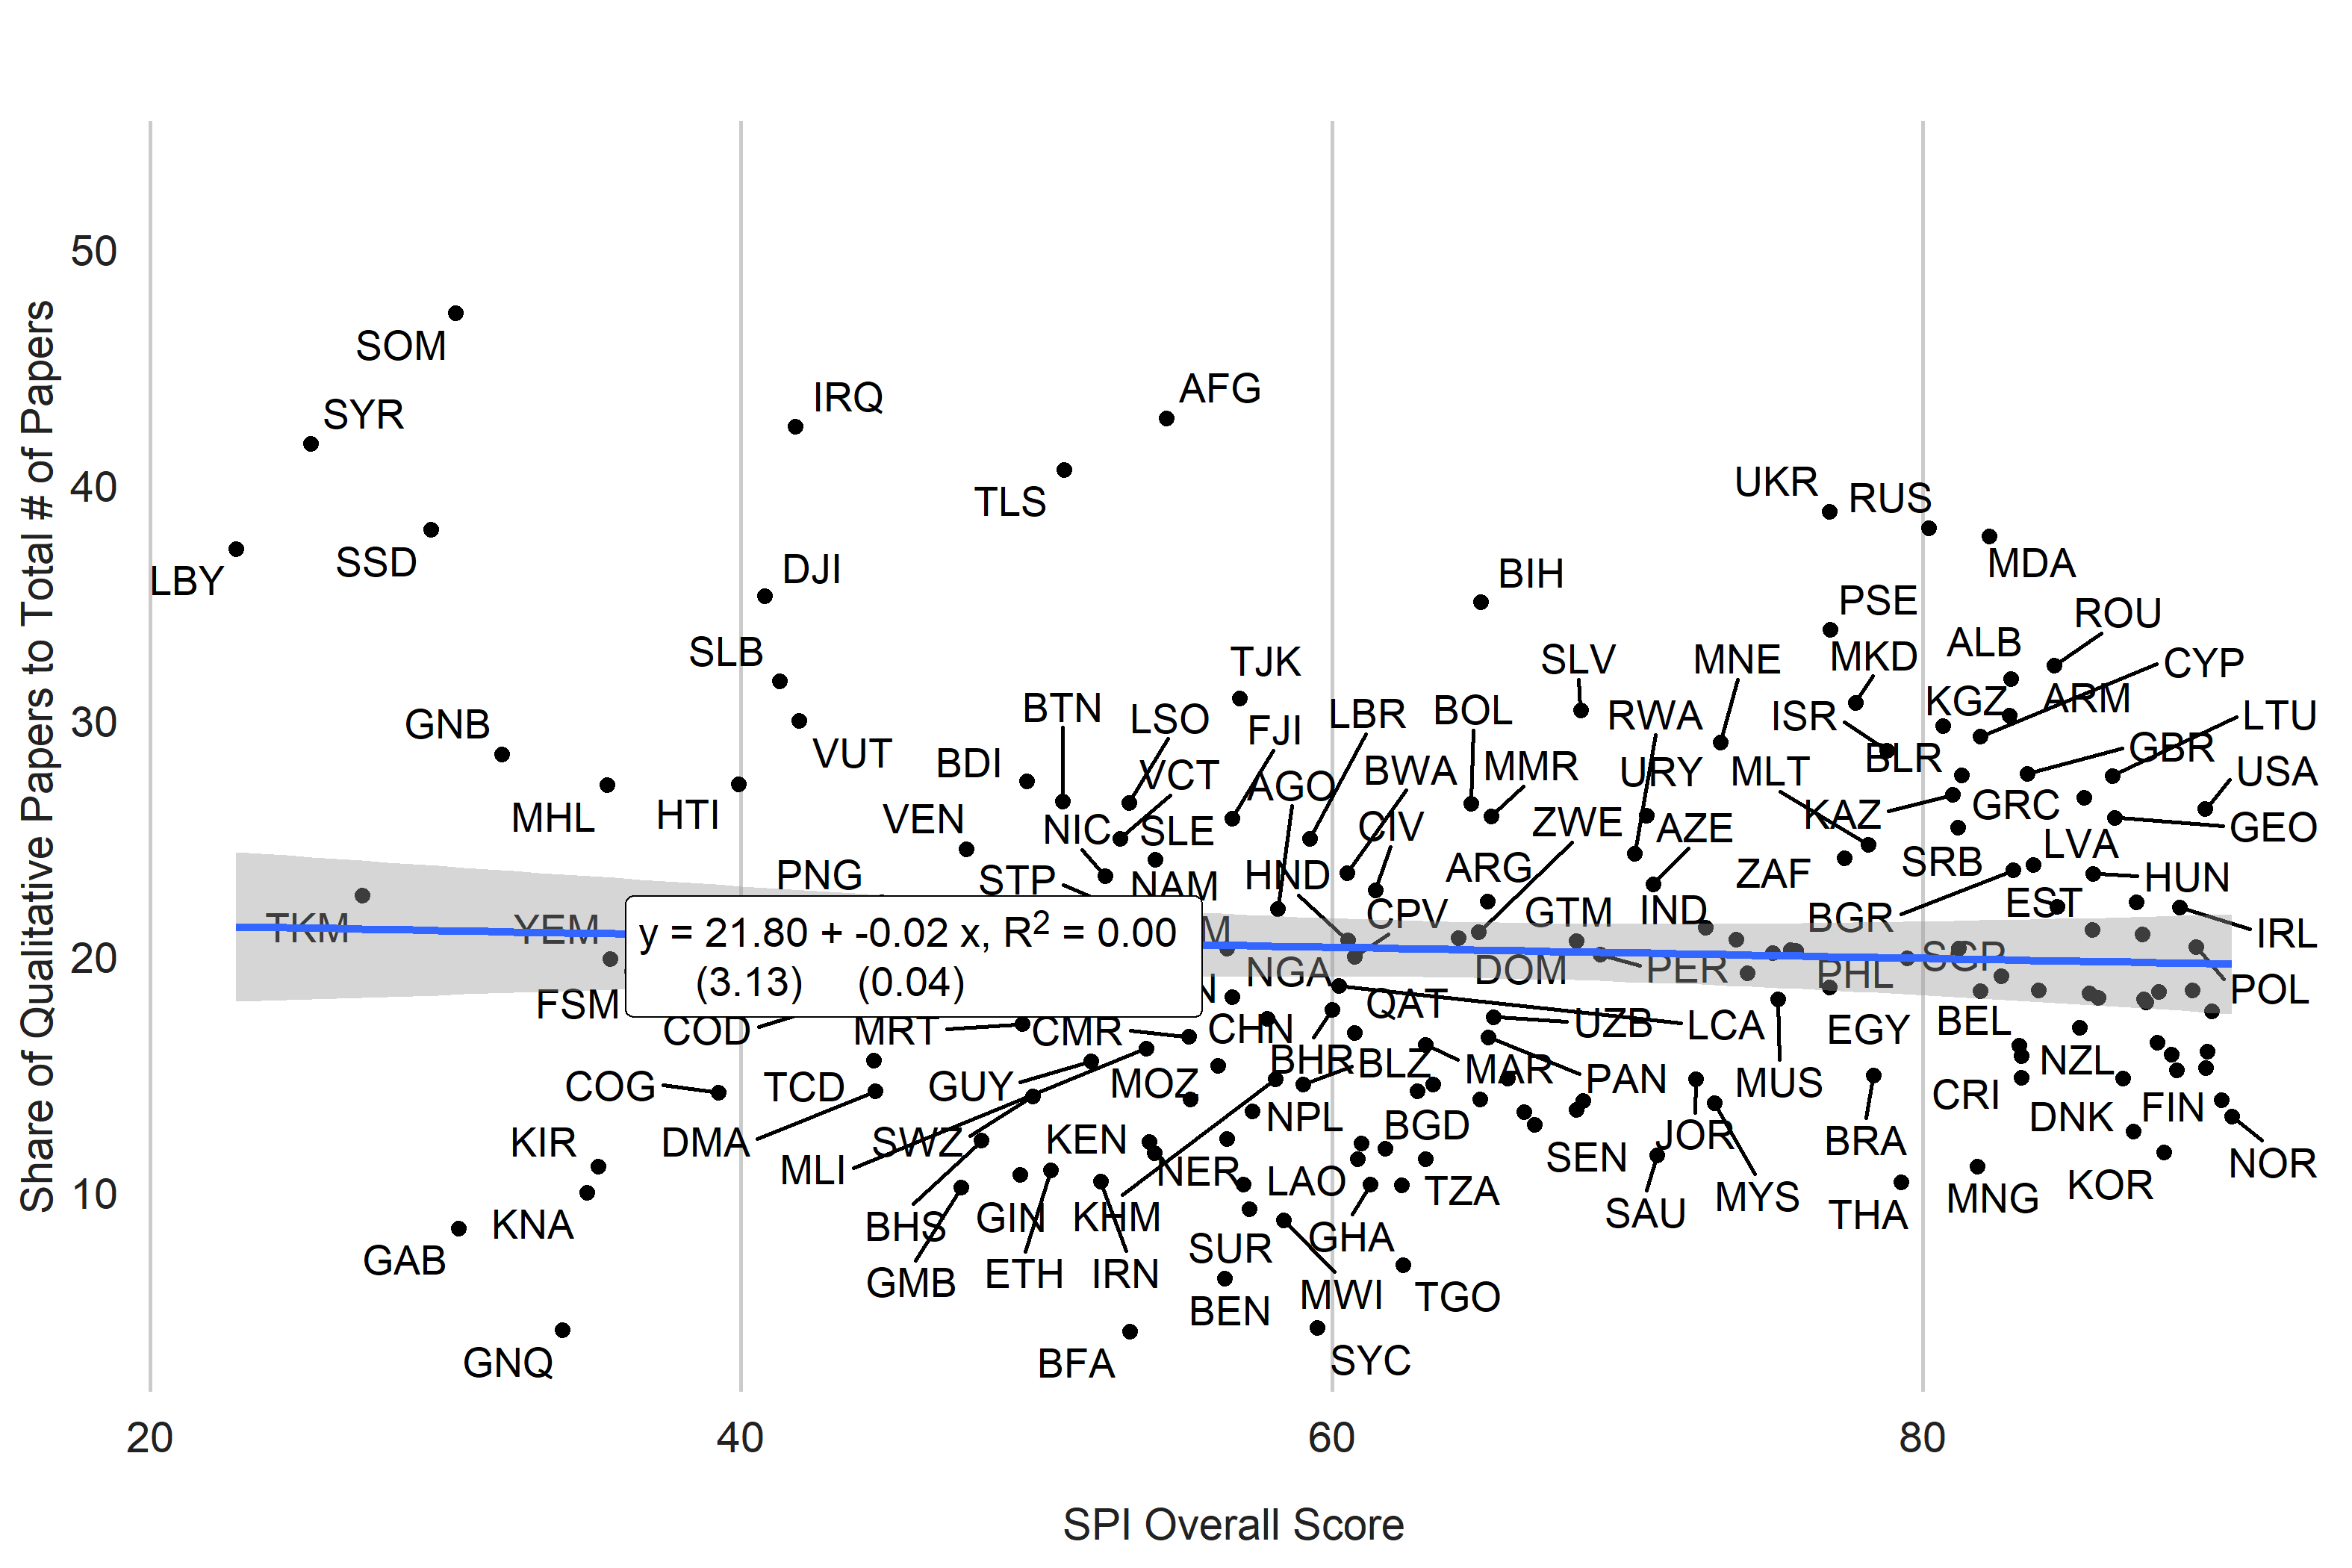 Share of Qualitative Papers to Total # of Papers
50
SOM
AFG
IRQ
SYR
40
UKR
RUS
TLS
MDA
SSD
LBY
DJI
BIH
PSE
ROU
SLB
ALB
MKD
TJK
SLV
MNE
CYP
ARM
KGZ
BTN
LSO
LBR
BOL
RWA
ISR
LTU
30
GNB
FJI
VUT
BDI
GBR
BLR
VCT
BWA
MMR
URY
MLT
USA
AGO
GRC
MHL
HTI
VEN
NIC
SLE
CIV
ZWE
AZE
KAZ
GEO
LVA
PNG
STP
NAM
HND
ARG
ZAF
SRB
HUN
CPV
GTM
IND
BGR
EST
TKM
YEM
y = 21.80 + -0.02 x, R2 = 0.00
(3.13) (0.04)
IRL
20
NGA
DOM
PER
PHL
SGP
POL
FSM
QAT
COD
MRT
CMR
CHN
UZB
LCA
EGY
BEL
BHR
BLZ
MAR
PAN
MUS
NZL
COG
TCD
GUY
MOZ
CRI
NPL
BGD
DNK
FIN
KIR
DMA
SWZ
KEN
JOR
BRA
MLI
NER
LAO
SEN
NOR
10
TZA
MYS
MNG
KOR
KNA
BHS
GIN
KHM
GHA
SAU
THA
GAB
SUR
GMB
ETH
IRN
MWI
TGO
BEN
GNQ
BFA
SYC
20
40
60
80
SPI Overall Score